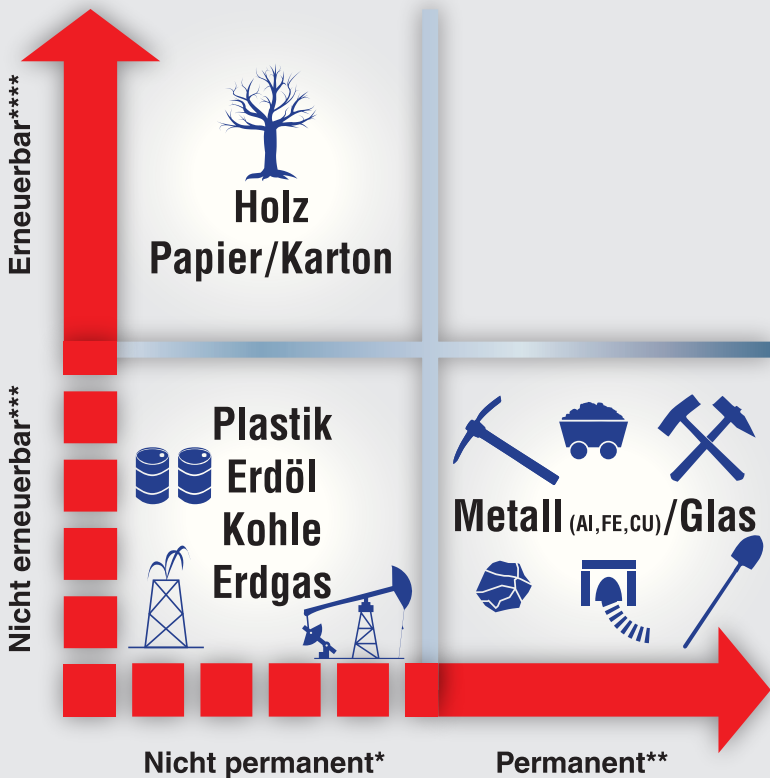 Erneuerbar****
Holz
Papier/Karton
Nicht erneuerbar***
Plastik
Erdöl
Kohle
Erdgas
Metall (Al,FE,CU)/Glas
Nicht permanent*
Permanent**